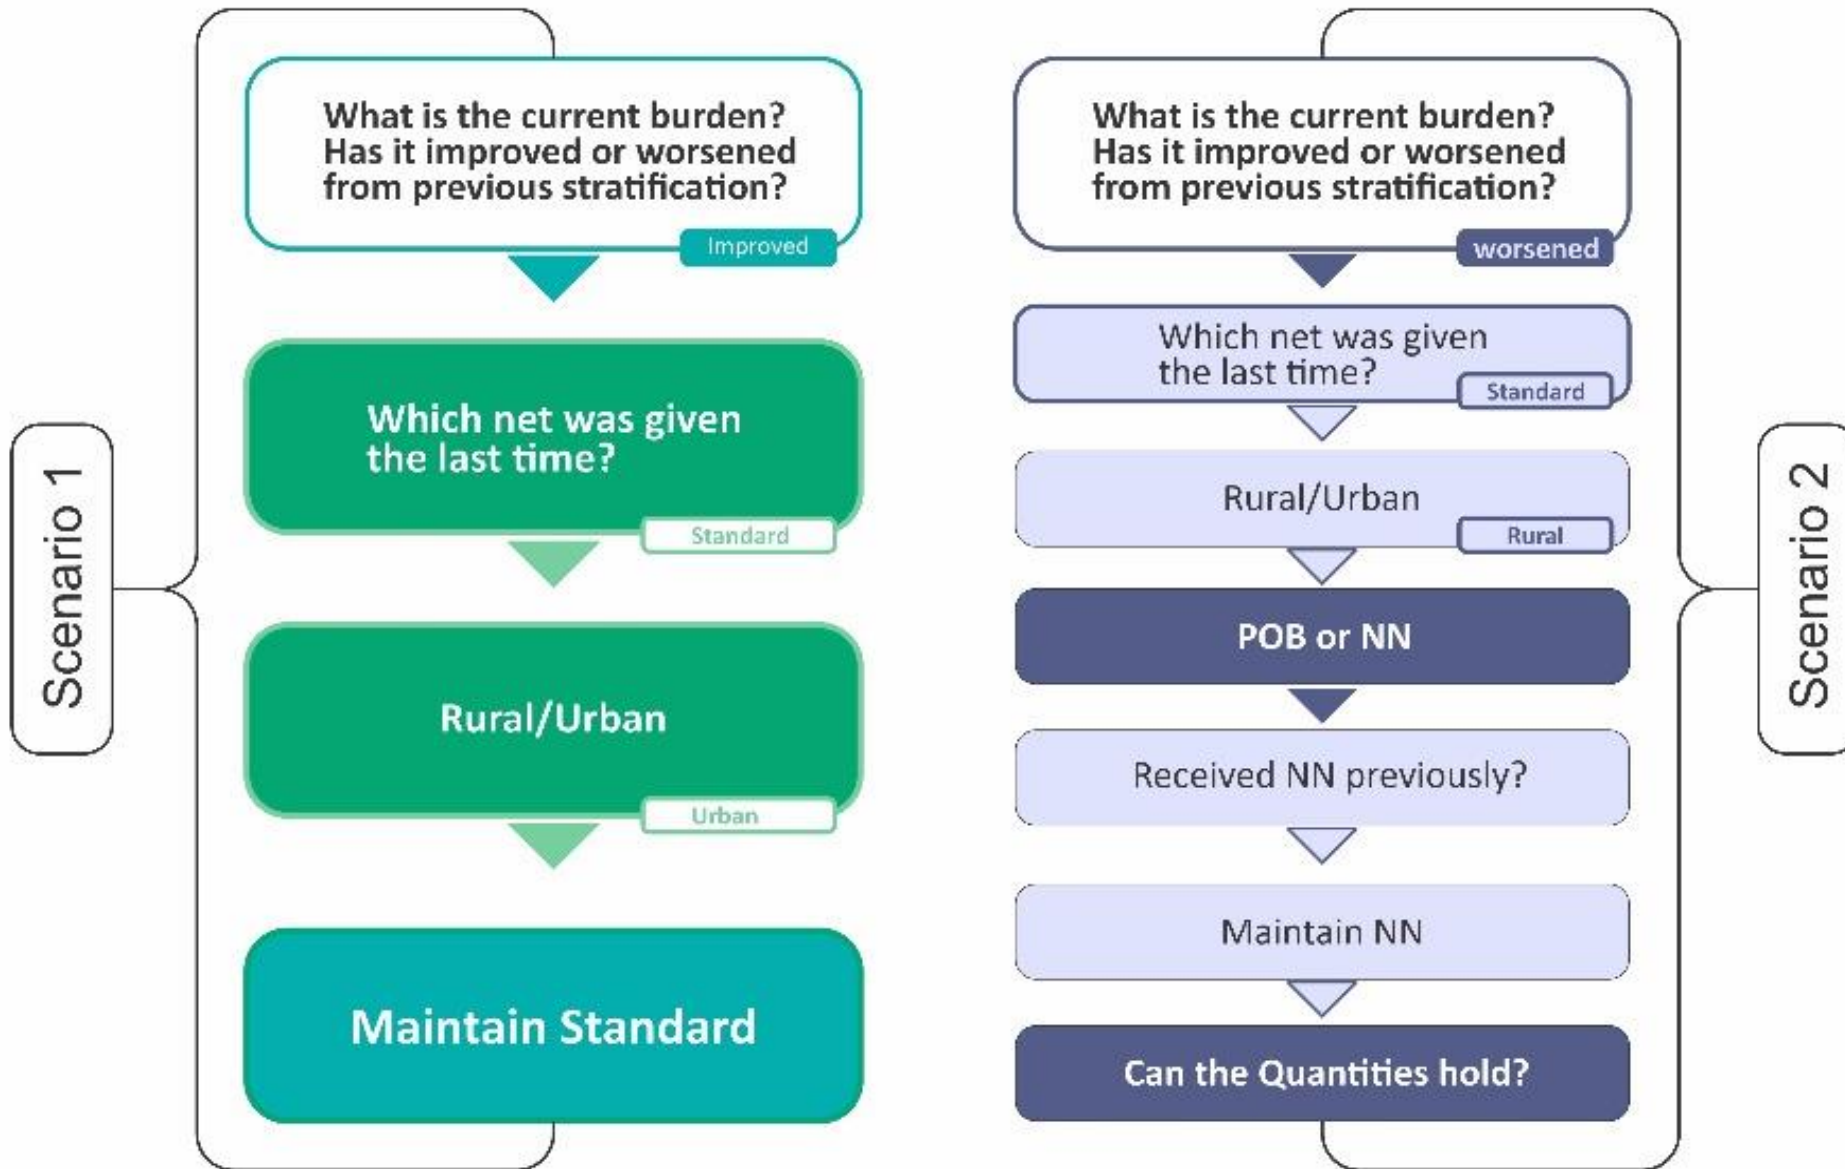 Scenario 1
What is the current burden?
Has it improved or worsened
from previous stratification?
Improved
Which net was given
the last time?
Standard
Rural/Urban
Urban
Maintain Standard
What is the current burden?
Has it improved or worsened
from previous stratification?
worsened
Which net was given
the last time?
Standard
Rural/Urban
Rural
POB or NN
Received NN previously?
Maintain NN
Can the Quantities hold?
Scenario 2